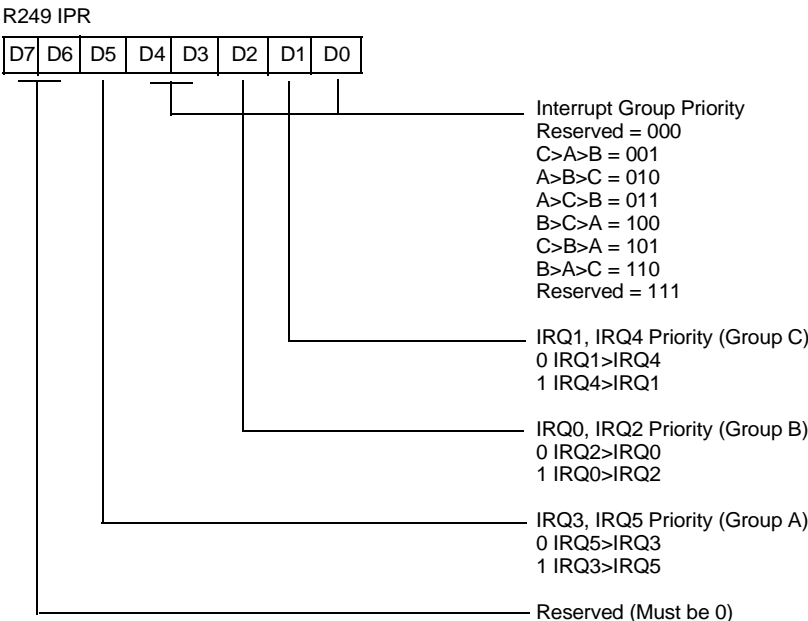 R249 IPR
D7 D6 D5 D4 D3 D2 D1 D0
Interrupt Group Priority
Reserved = 000
C>A>B = 001
A>B>C = 010
A>C>B = 011
B>C>A = 100
C>B>A = 101
B>A>C = 110
Reserved = 111
IRQ1, IRQ4 Priority (Group C)
0 IRQ1>IRQ4
1 IRQ4>IRQ1
IRQ0, IRQ2 Priority (Group B)
0 IRQ2>IRQ0
1 IRQ0>IRQ2
IRQ3, IRQ5 Priority (Group A)
0 IRQ5>IRQ3
1 IRQ3>IRQ5
Reserved (Must be 0)